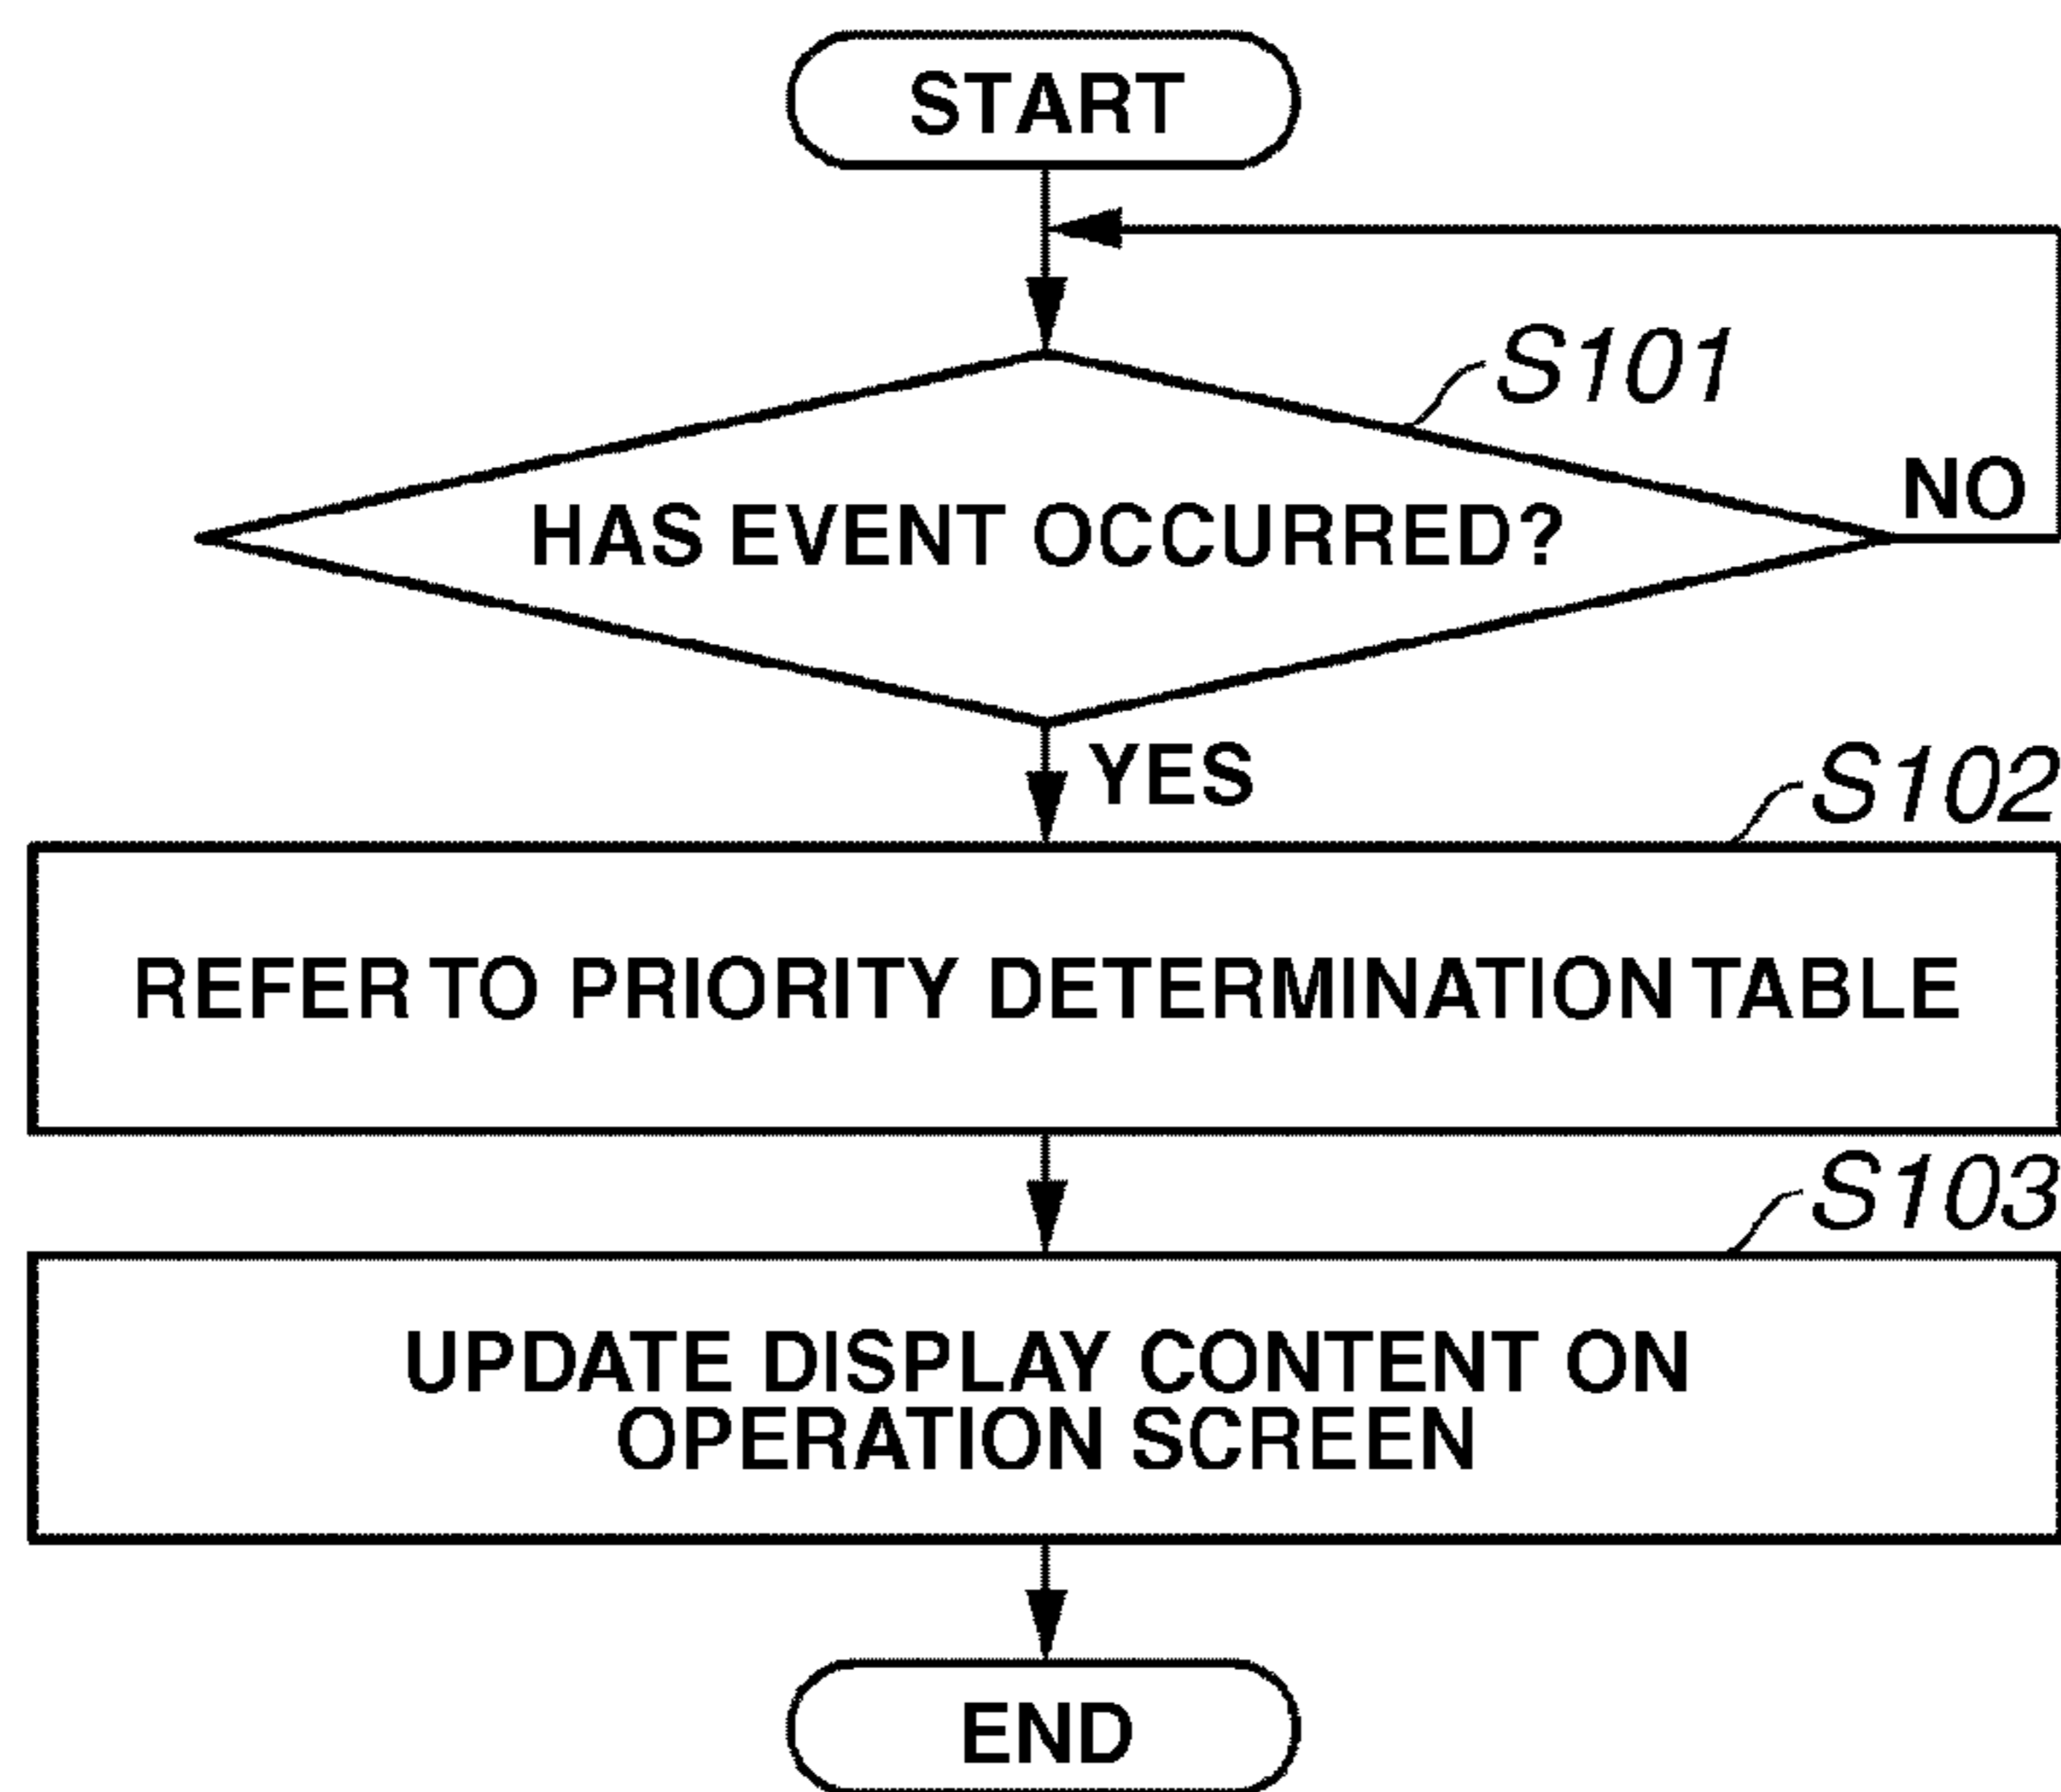 START
S101
NO
HAS EVENT OCCURRED?
YES
S102
REFER TO PRIORITY DETERMINATION TABLE
S103
UPDATE DISPLAY CONTENT ON
OPERATION SCREEN
END